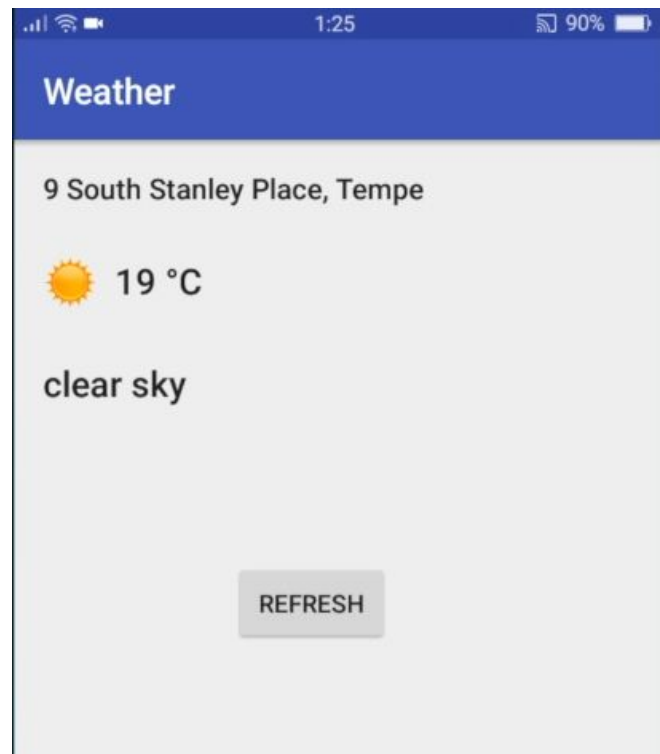 1:25 90%
Weather
9 South Stanley Place, Tempe
19 °C
clear sky
REFRESH